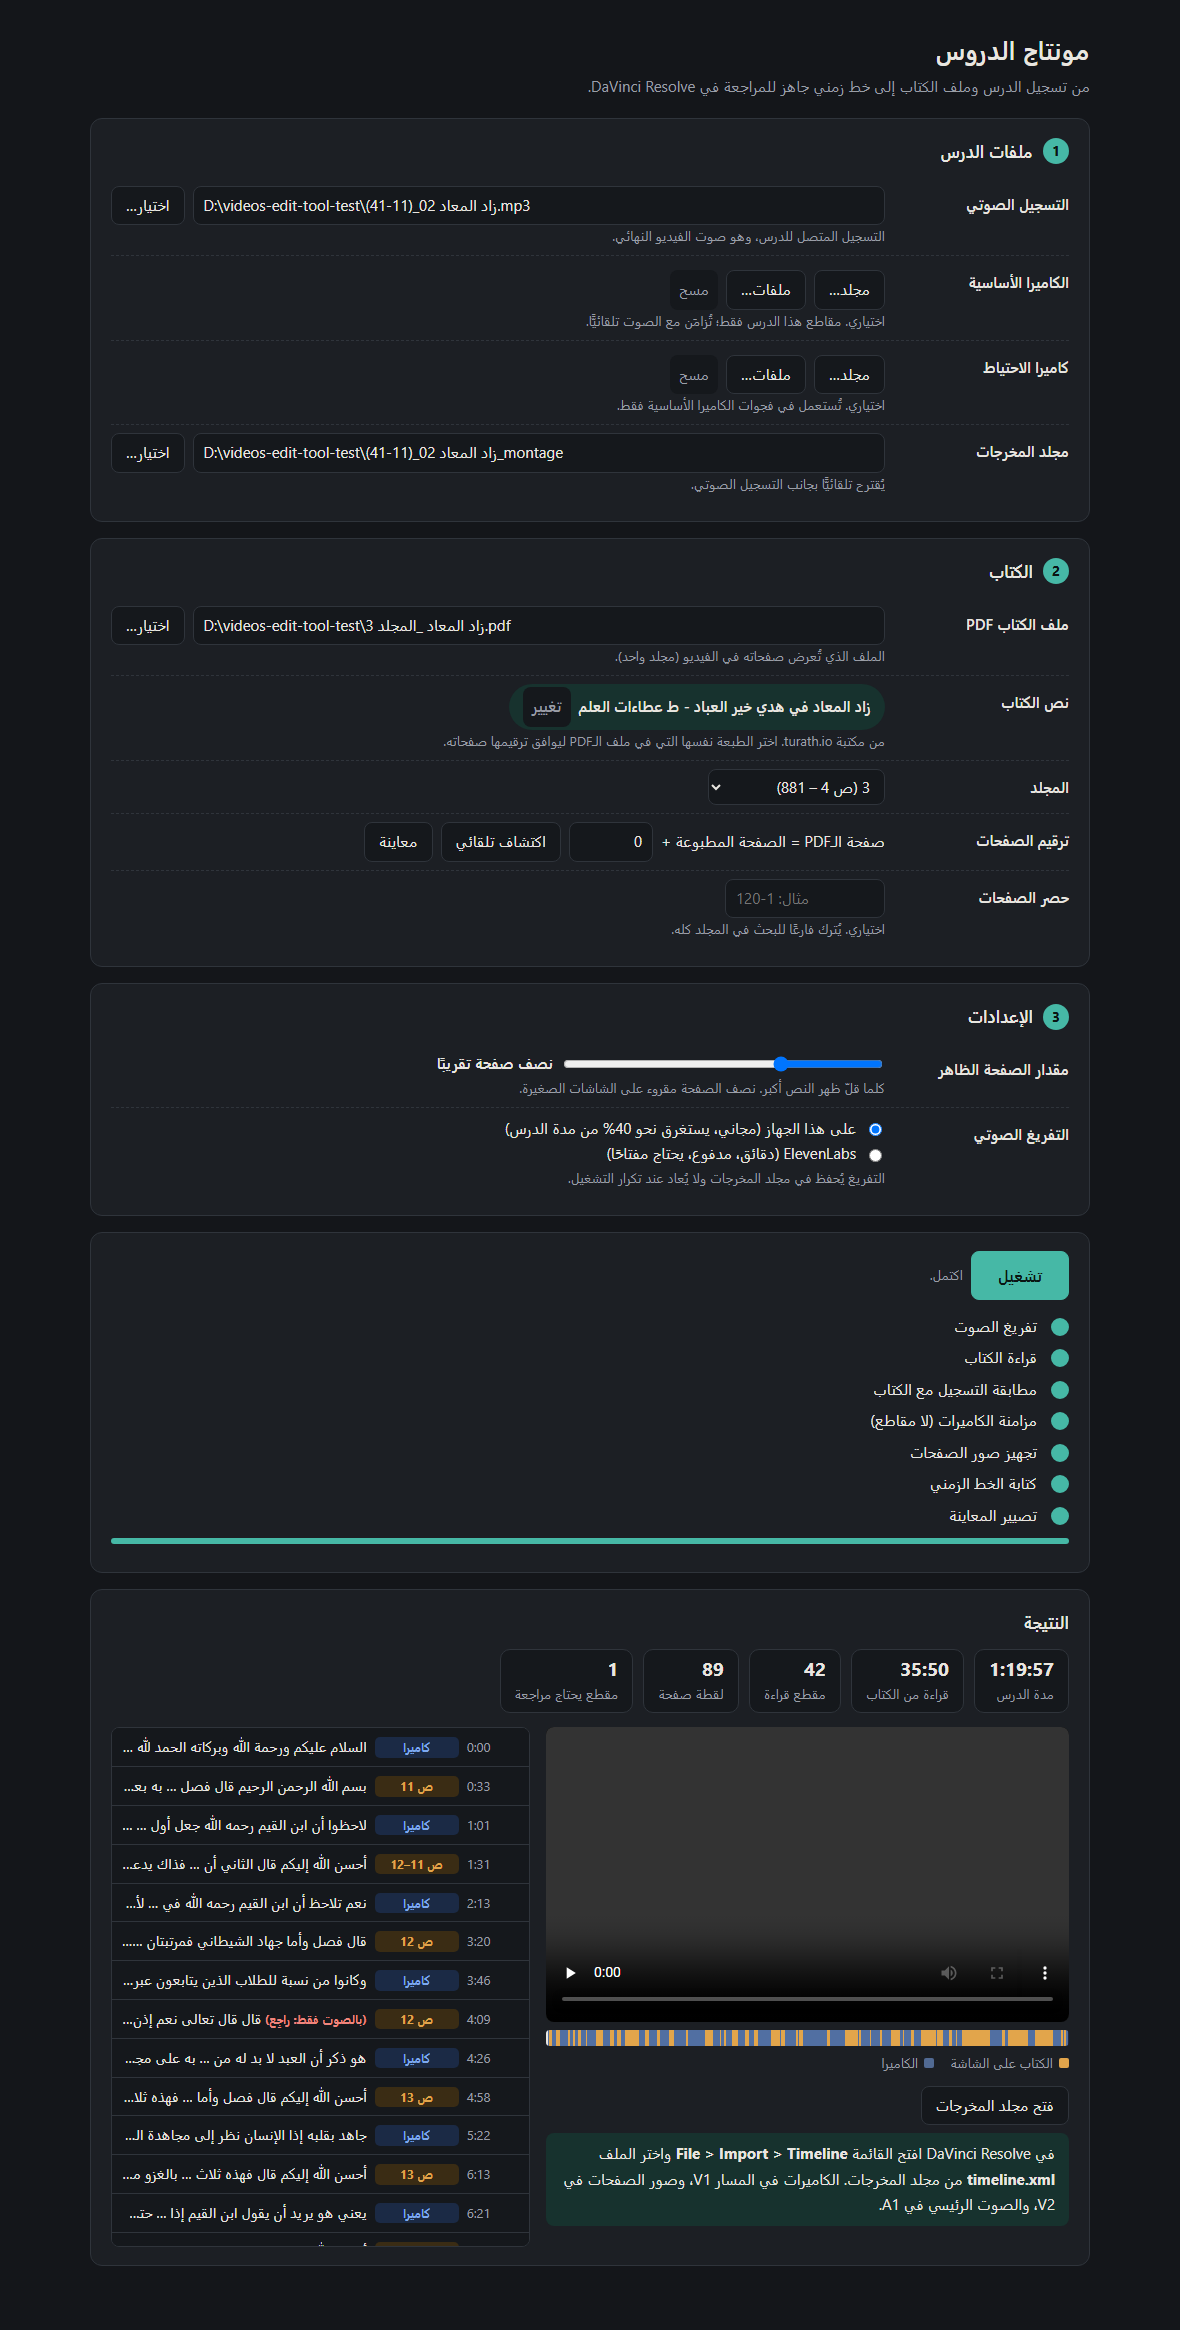 مونتاج الدروس
من تسجيل الدرس وملف الكتاب إلى خط زمني جاهز للمراجعة في DaVinci Resolve.
1 ملفات الدرس
التسجيل الصوتي
D:\videos-edit-tool-test\(41-11)_02 زاد المعاد.mp3
اختيار...
التسجيل المتصل للدرس، وهو صوت الفيديو النهائي.
الكاميرا الأساسية
مجلد... ملفات... مسح
اختياري. مقاطع هذا الدرس فقط؛ تُزامَن مع الصوت تلقائيًّا.
كاميرا الاحتياط
مجلد... ملفات... مسح
اختياري. تُستعمل في فجوات الكاميرا الأساسية فقط.
مجلد المخرجات
D:\videos-edit-tool-test\(41-11)_02 زاد المعاد_montage
اختيار...
يُقترح تلقائيًّا بجانب التسجيل الصوتي.
2 الكتاب
ملف الكتاب PDF
D:\videos-edit-tool-test\3 زاد المعاد _المجلد.pdf
اختيار...
الملف الذي تُعرض صفحاته في الفيديو (مجلد واحد).
نص الكتاب
زاد المعاد في هدي خير العباد - ط عطاءات العلم تغيير
من مكتبة turath.io. اختر الطبعة نفسها التي في ملف الـPDF ليوافق ترقيمها صفحاته.
المجلد
3 (ص 4 – 881)
ترقيم الصفحات
صفحة الـPDF = الصفحة المطبوعة + 0 اكتشاف تلقائي معاينة
حصر الصفحات
مثال: 1-120
اختياري. يُترك فارغًا للبحث في المجلد كله.
3 الإعدادات
مقدار الصفحة الظاهر
نصف صفحة تقريبًا
كلما قلّ ظهر النص أكبر. نصف الصفحة مقروء على الشاشات الصغيرة.
التفريغ الصوتي
على هذا الجهاز (مجاني، يستغرق نحو 40% من مدة الدرس)
ElevenLabs (دقائق، مدفوع، يحتاج مفتاحًا)
التفريغ يُحفظ في مجلد المخرجات ولا يُعاد عند تكرار التشغيل.
تشغيل اكتمل.
تفريغ الصوت
قراءة الكتاب
مطابقة التسجيل مع الكتاب
مزامنة الكاميرات (لا مقاطع)
تجهيز صور الصفحات
كتابة الخط الزمني
تصيير المعاينة
النتيجة
1:19:57 مدة الدرس
35:50 قراءة من الكتاب
42 مقطع قراءة
89 لقطة صفحة
1 مقطع يحتاج مراجعة
0:00
الكتاب على الشاشة الكاميرا
فتح مجلد المخرجات
في DaVinci Resolve افتح القائمة File > Import > Timeline واختر الملف
timeline.xml من مجلد المخرجات. الكاميرات في المسار V1، وصور الصفحات في
V2، والصوت الرئيسي في A1.
0:00 كاميرا السلام عليكم ورحمة الله وبركاته الحمد لله ...
0:33 ص 11 بسم الله الرحمن الرحيم قال فصل ... به بعد...
1:01 كاميرا لاحظوا أن ابن القيم رحمه الله جعل أول ... ...
1:31 ص 11–12 أحسن الله إليكم قال الثاني أن ... فذاك يدعـ...
2:13 كاميرا نعم تلاحظ أن ابن القيم رحمه الله في ... لأ...
3:20 ص 12 قال فصل وأما جهاد الشيطاني فمرتبتان ......
3:46 كاميرا وكانوا من نسبة للطلاب الذين يتابعون عبر...
4:09 ص 12 (بالصوت فقط: راجع) قال قال تعالى نعم إذن...
4:26 كاميرا هو ذكر أن العبد لا بد له من ... به على مجـ...
4:58 ص 13 أحسن الله إليكم قال فصل وأما ... فهذه ثلا...
5:22 كاميرا جاهد بقلبه إذا الإنسان نظر إلى مجاهدة الـ...
6:13 ص 13 أحسن الله إليكم قال فهذه ثلاث ... بالغزو مـ...
6:21 كاميرا يعني هو يريد أن يقول ابن القيم إذا ... حتـ...